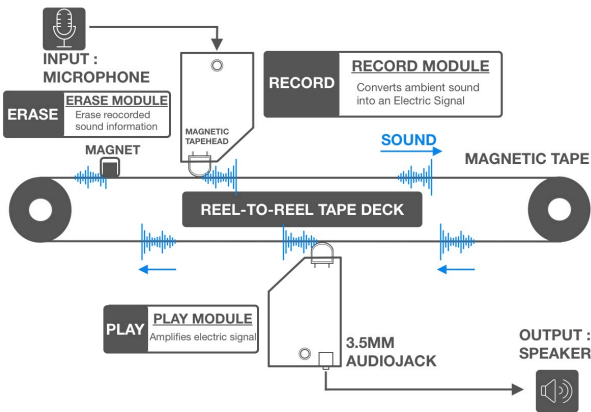 INPUT :
MICROPHONE
ERASE
ERASE MODULE
Erase reocorded
sound information
MAGNET
MAGNETIC
TAPEHEAD
RECORD
RECORD MODULE
Converts ambient sound
into an Electric Signal
SOUND
MAGNETIC TAPE
REEL-TO-REEL TAPE DECK
PLAY
PLAY MODULE
Amplifies electric signal
3.5MM
AUDIOJACK
OUTPUT :
SPEAKER